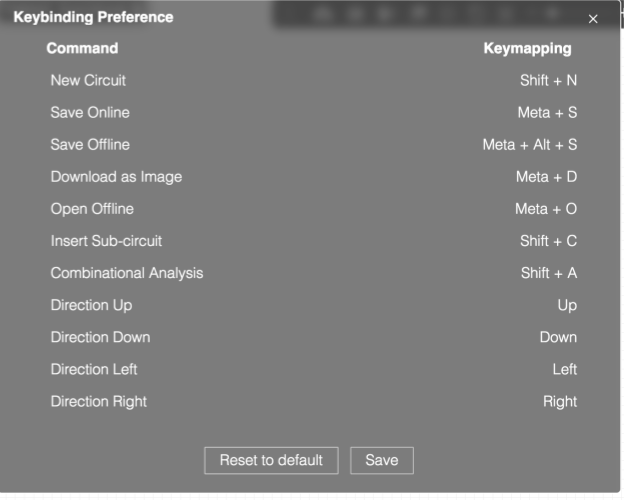 Keybinding Preference ×
Command Keymapping
New Circuit Shift + N
Save Online Meta + S
Save Offline Meta + Alt + S
Download as Image Meta + D
Open Offline Meta + O
Insert Sub-circuit Shift + C
Combinational Analysis Shift + A
Direction Up Up
Direction Down Down
Direction Left Left
Direction Right Right
Reset to default Save